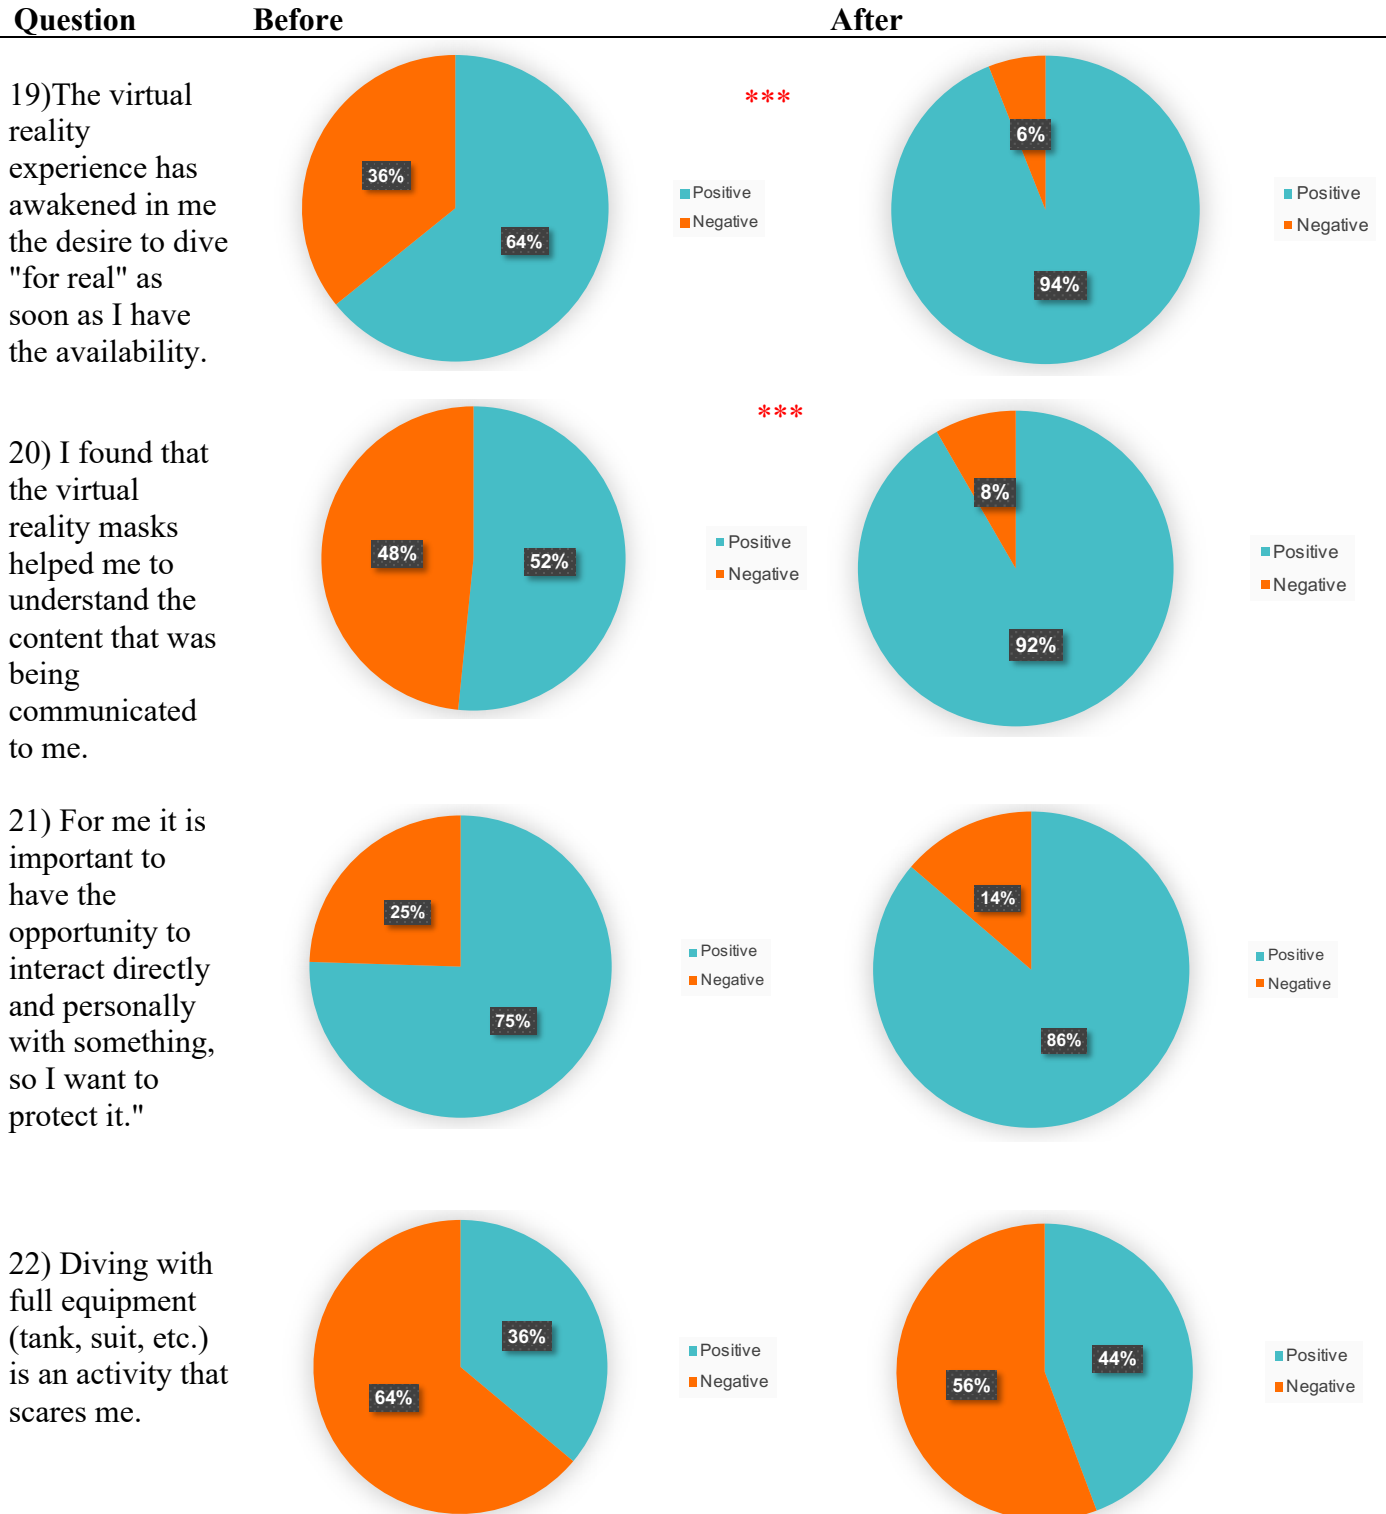 Question Before After
19)The virtual
reality
experience has
awakened in me
the desire to dive
"for real" as
soon as I have
the availability.
36%
64%
Positive
Negative
***
6%
94%
Positive
Negative
20) I found that
the virtual
reality masks
helped me to
understand the
content that was
being
communicated
to me.
48%
52%
Positive
Negative
***
8%
92%
Positive
Negative
21) For me it is
important to
have the
opportunity to
interact directly
and personally
with something,
so I want to
protect it."
25%
75%
Positive
Negative
14%
86%
Positive
Negative
22) Diving with
full equipment
(tank, suit, etc.)
is an activity that
scares me.
36%
64%
Positive
Negative
44%
56%
Positive
Negative